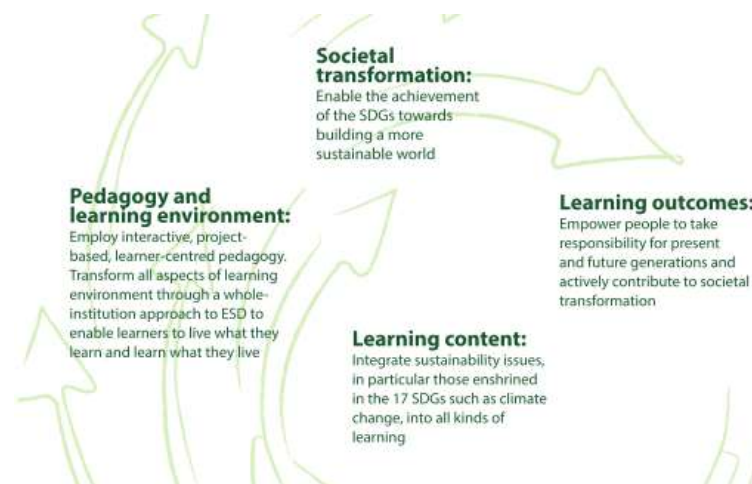 Societal
transformation:
Enable the achievement
of the SDGs towards
building a more
sustainable world
Pedagogy and
learning environment:
Employ interactive, project-
based, learner-centred pedagogy.
Transform all aspects of learning
environment through a whole-
institution approach to ESD to
enable learners to live what they
learn and learn what they live
Learning outcomes:
Empower people to take
responsibility for present
and future generations and
actively contribute to societal
transformation
Learning content:
Integrate sustainability issues,
in particular those enshrined
in the 17 SDGs such as climate
change, into all kinds of
learning